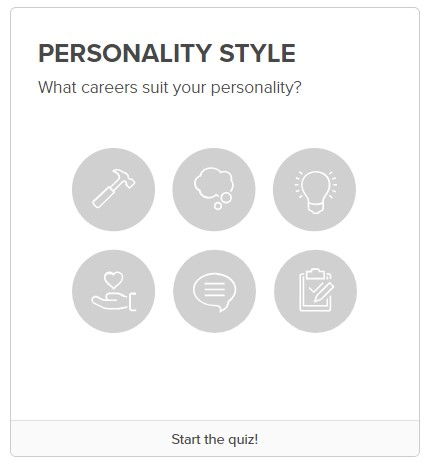 PERSONALITY STYLE
What careers suit your personality?
Start the quiz!